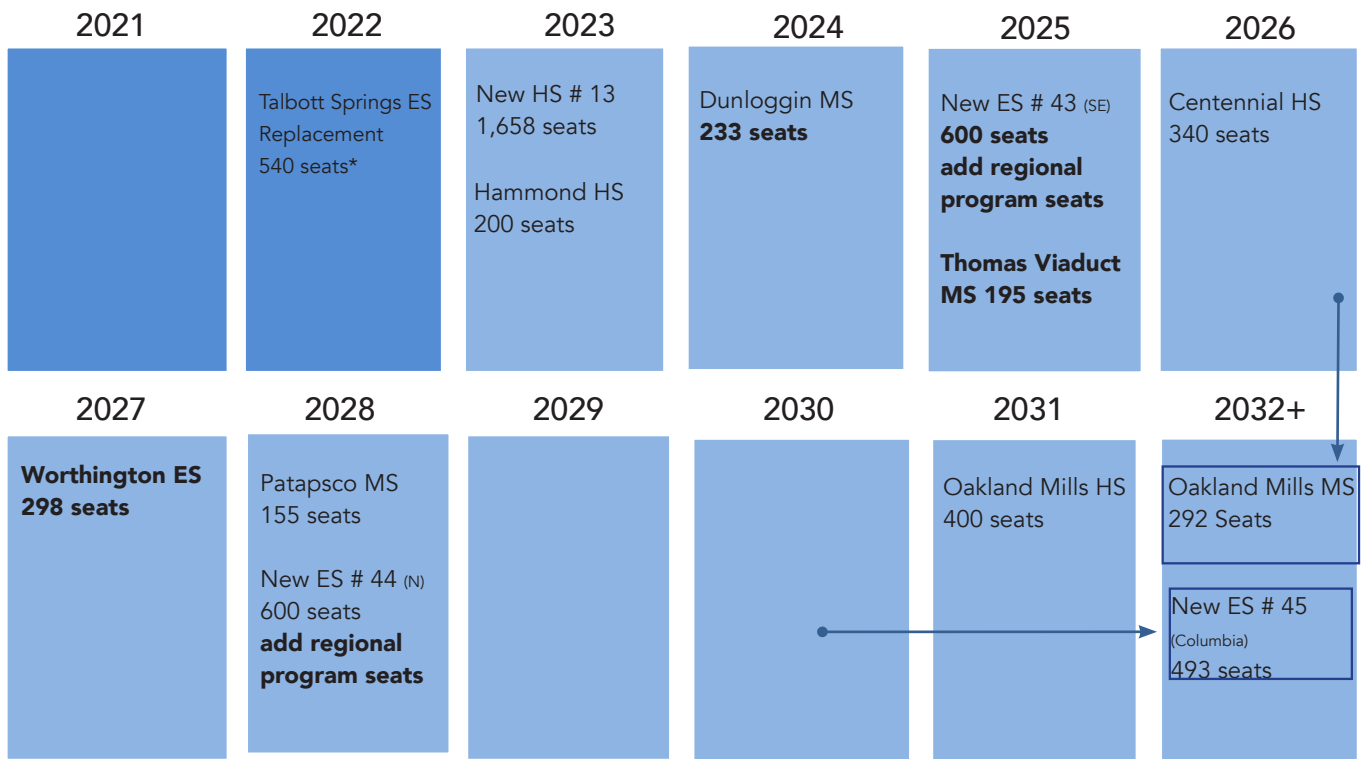 2021
2022
2023
2024
2025
2026
Talbott Springs ES
Replacement
540 seats*
New HS # 13
1,658 seats
Hammond HS
200 seats
Dunloggin MS
233 seats
New ES # 43 (SE)
600 seats
add regional
program seats
Thomas Viaduct
MS 195 seats
Centennial HS
340 seats
2027
2028
2029
2030
2031
2032+
Worthington ES
298 seats
Patapsco MS
155 seats
New ES # 44 (N)
600 seats
add regional
program seats
Oakland Mills HS
400 seats
Oakland Mills MS
292 Seats
New ES # 45
(Columbia)
493 seats